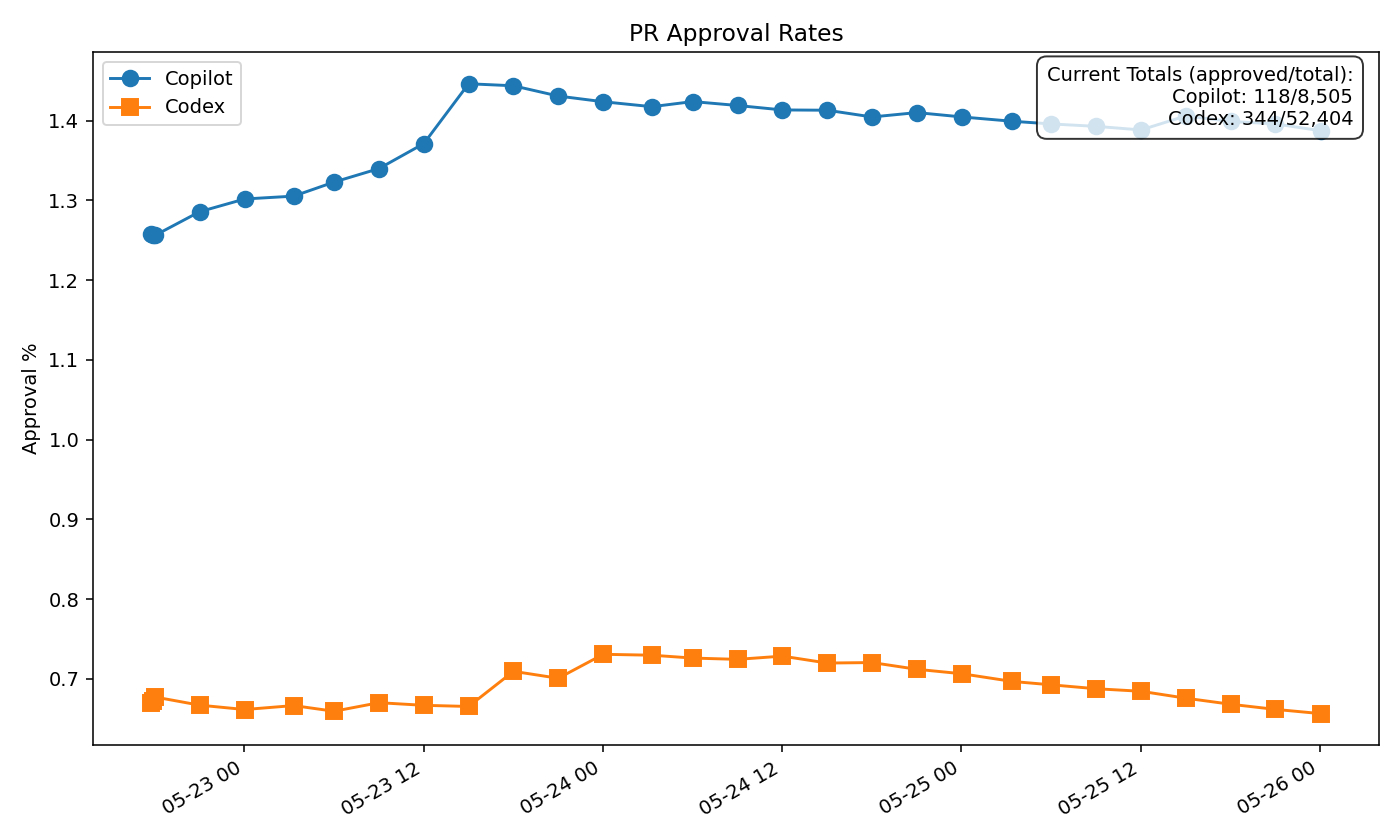 PR Approval Rates
Copilot
Codex
Current Totals (approved/total):
Copilot: 118/8,505
Codex: 344/52,404
Approval %
1.4
1.3
1.2
1.1
1.0
0.9
0.8
0.7
05-23 00
05-23 12
05-24 00
05-24 12
05-25 00
05-25 12
05-26 00